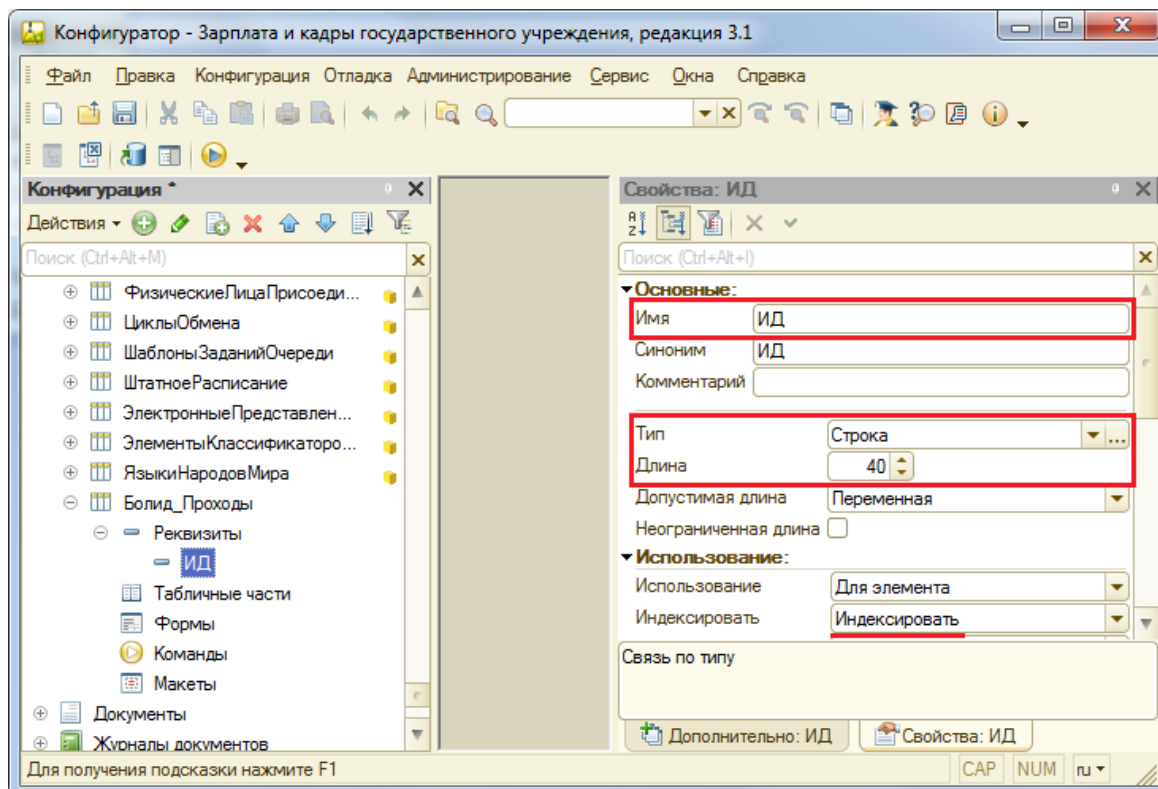 Конфигуратор - Зарплата и кадры государственного учреждения, редакция 3.1
Файл Правка Конфигурация Отладка Администрирование Сервис Окна Справка
Конфигурация *
Действия
Поиск (Ctrl+Alt+M)
ФизическиеЛицаПрисоеди...
ЦиклыОбмена
ШаблоныЗаданийОчереди
ШтатноеРасписание
ЭлектронныеПредставлен...
ЭлементыКлассификаторо...
ЯзыкиНародовМира
Болид_Проходы
Реквизиты
ИД
Табличные части
Формы
Команды
Макеты
Документы
Журналы документов
Свойства: ИД
Поиск (Ctrl+Alt+I)
Основные:
Имя ИД
Синоним ИД
Комментарий
Тип Строка
Длина 40
Допустимая длина Переменная
Неограниченная длина
Использование:
Использование Для элемента
Индексировать Индексировать
Связь по типу
Дополнительно: ИД Свойства: ИД
Для получения подсказки нажмите F1 CAP NUM ru